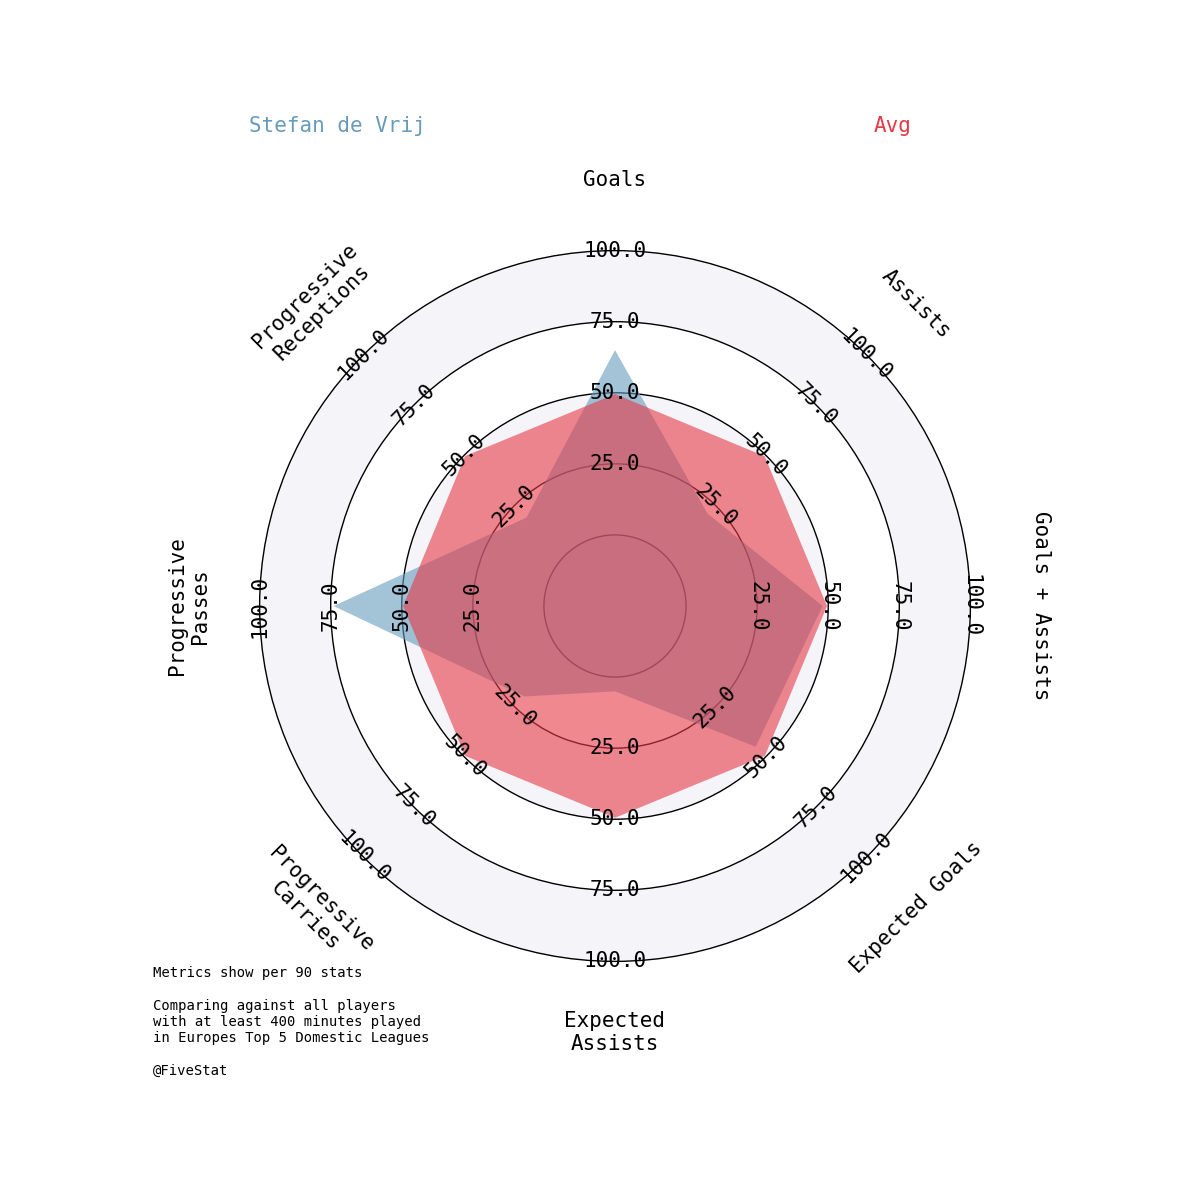 Stefan de Vrij
Avg
Goals
Assists
Goals + Assists
Expected Goals
Expected
Assists
Progressive
Carries
Progressive
Passes
Progressive
Receptions
25.0
50.0
75.0
100.0
25.0
50.0
75.0
100.0
25.0
50.0
75.0
100.0
25.0
50.0
75.0
100.0
25.0
50.0
75.0
100.0
25.0
50.0
75.0
100.0
25.0
50.0
75.0
100.0
25.0
50.0
75.0
100.0
Metrics show per 90 stats
Comparing against all players
with at least 400 minutes played
in Europes Top 5 Domestic Leagues
@FiveStat